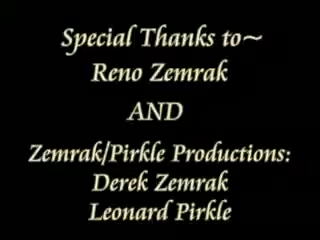 Special Thanks to~
Reno Zemrak
AND
Zemrak/Pirkle Productions:
Derek Zemrak
Leonard Pirkle